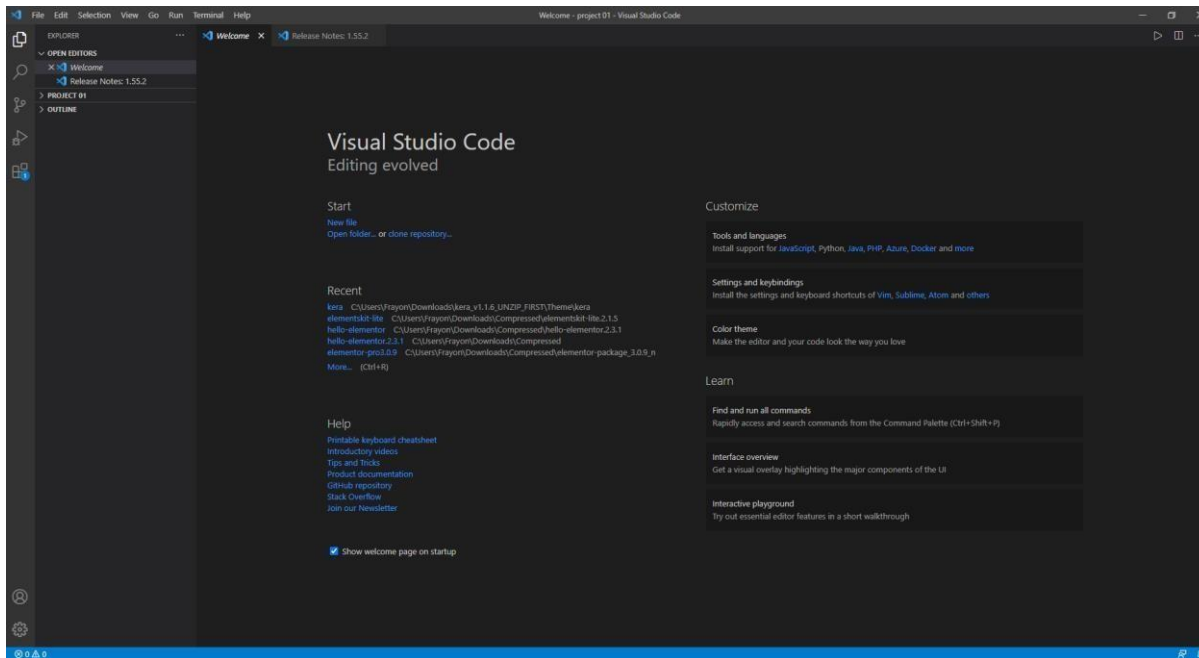 File Edit Selection View Go Run Terminal Help
Welcome - project 01 - Visual Studio Code
EXPLORER
Welcome
Release Notes: 1.55.2
OPEN EDITORS
Welcome
Release Notes: 1.55.2
PROJECT 01
OUTLINE
Visual Studio Code
Editing evolved
Start
New file
Open folder... or clone repository...
Recent
kera C:\Users\Frayon\Downloads\kera_v1.1.6_UNZIP_FIRST\Theme\kera
elementskit-lite C:\Users\Frayon\Downloads\Compressed\elementskit-lite.2.1.5
hello-elementor C:\Users\Frayon\Downloads\Compressed\hello-elementor.2.3.1
hello-elementor.2.3.1 C:\Users\Frayon\Downloads\Compressed
elementor-pro3.0.9 C:\Users\Frayon\Downloads\Compressed\elementor-package_3.0.9_n
More... (Ctrl+R)
Help
Printable keyboard cheatsheet
Introductory videos
Tips and Tricks
Product documentation
GitHub repository
Stack Overflow
Join our Newsletter
Show welcome page on startup
Customize
Tools and languages
Install support for JavaScript, Python, Java, PHP, Azure, Docker and more
Settings and keybindings
Install the settings and keyboard shortcuts of Vim, Sublime, Atom and others
Color theme
Make the editor and your code look the way you love
Learn
Find and run all commands
Rapidly access and search commands from the Command Palette (Ctrl+Shift+P)
Interface overview
Get a visual overlay highlighting the major components of the UI
Interactive playground
Try out essential editor features in a short walkthrough
1
0 0